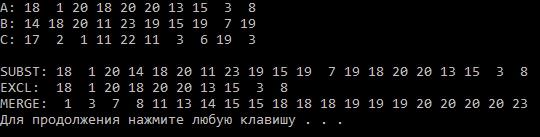 A: 18 1 20 18 20 20 13 15 3 8
B: 14 18 20 11 23 19 15 19 7 19
C: 17 2 1 11 22 11 3 6 19 3
SUBST: 18 1 20 14 18 20 11 23 19 15 19 7 19 18 20 20 13 15 3 8
EXCL: 18 1 20 18 20 20 13 15 3 8
MERGE: 1 3 7 8 11 13 14 15 15 18 18 18 19 19 19 20 20 20 20 23
Для продолжения нажмите любую клавишу . . .